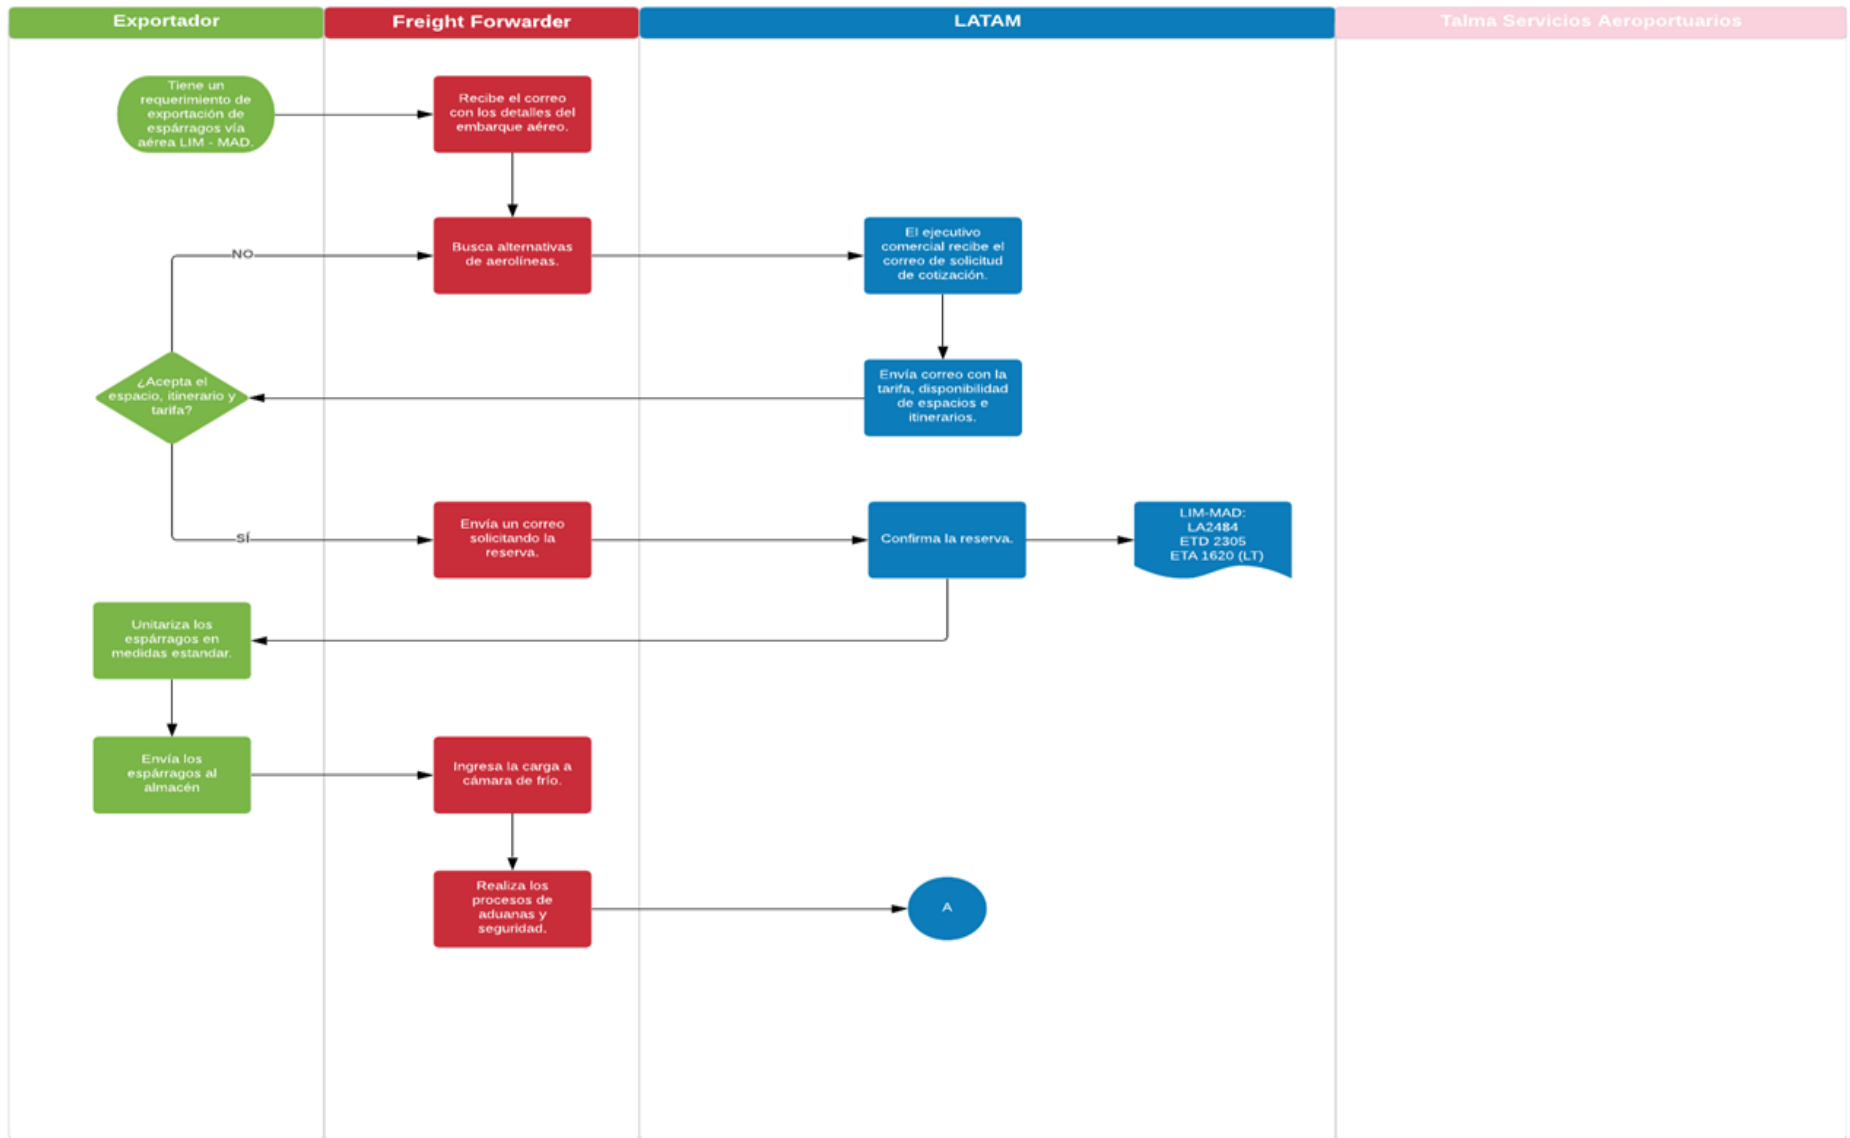 Exportador
Freight Forwarder
LATAM
Talma Servicios Aeroportuarios
Tiene un
requerimiento de
exportación de
espárragos vía
aérea LIM - MAD.
Recibe el correo
con los detalles del
embarque aéreo.
NO
Busca alternativas
de aerolíneas.
El ejecutivo
comercial recibe el
correo de solicitud
de cotización.
¿Acepta el
espacio, itinerario y
tarifa?
Envía correo con la
tarifa, disponibilidad
de espacios e
itinerarios.
SÍ
Envía un correo
solicitando la
reserva.
Confirma la reserva.
LIM-MAD:
LA2484
ETD 2305
ETA 1620 (LT)
Unitariza los
espárragos en
medidas estandar.
Envía los
espárragos al
almacén
Ingresa la carga a
cámara de frío.
Realiza los
procesos de
aduanas y
seguridad.
A